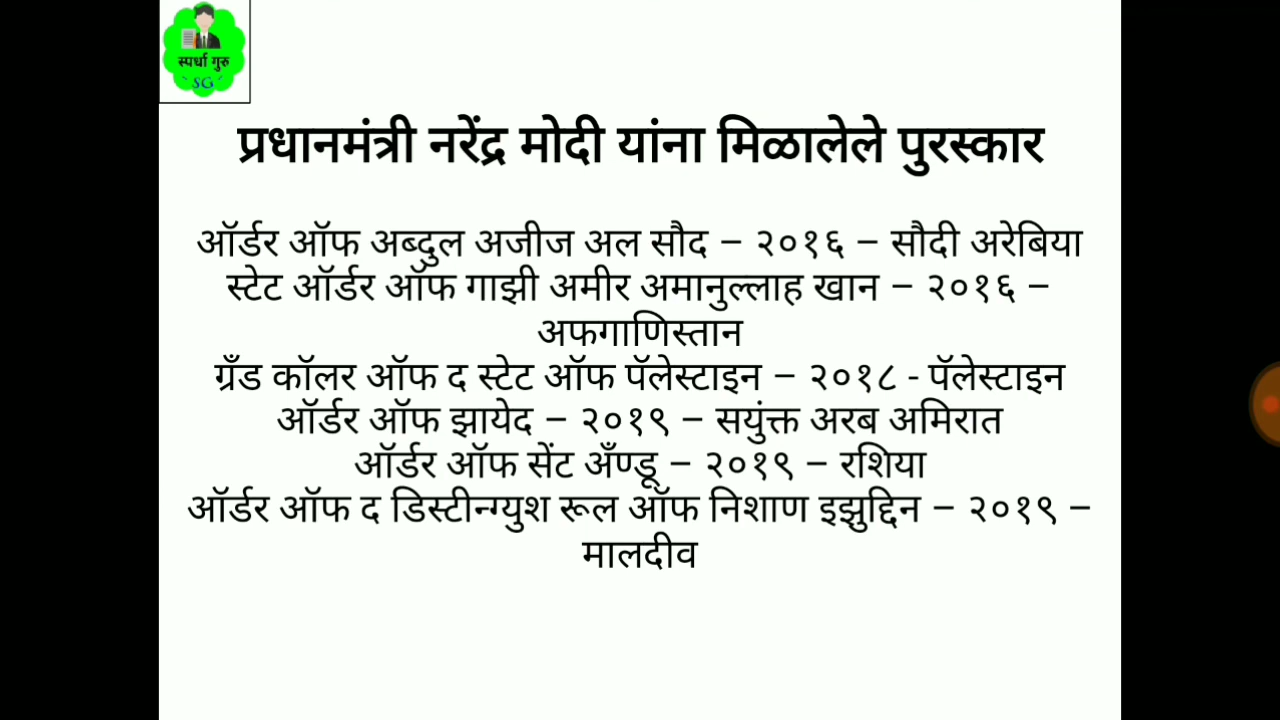 स्पर्धा गुरु
SG
प्रधानमंत्री नरेंद्र मोदी यांना मिळालेले पुरस्कार
ऑर्डर ऑफ अब्दुल अजीज अल सौद – २०१६ – सौदी अरेबिया
स्टेट ऑर्डर ऑफ गाझी अमीर अमानुल्लाह खान – २०१६ –
अफगाणिस्तान
ग्रँड कॉलर ऑफ द स्टेट ऑफ पॅलेस्टाइन – २०१८ - पॅलेस्टाइन
ऑर्डर ऑफ झायेद – २०१९ – सयुंक्त अरब अमिरात
ऑर्डर ऑफ सेंट अँण्डू – २०१९ – रशिया
ऑर्डर ऑफ द डिस्टीन्ग्युश रूल ऑफ निशाण इझुद्दिन – २०१९ –
मालदीव